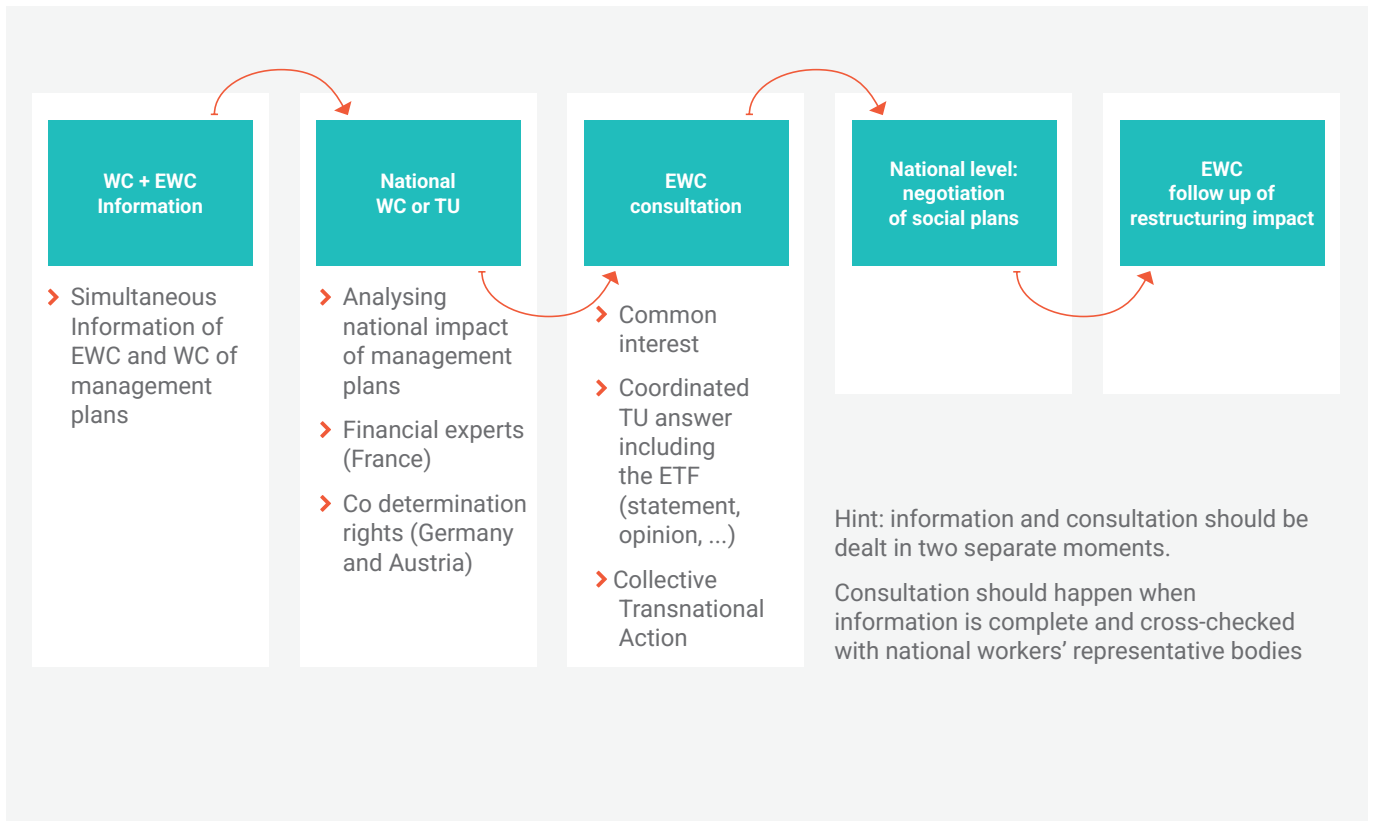 WC + EWC
Information
Simultaneous
Information of
EWC and WC of
management
plans
National
WC or TU
Analysing
national impact
of management
plans
Financial experts
(France)
Co determination
rights (Germany
and Austria)
EWC
consultation
Common
interest
Coordinated
TU answer
including
the ETF
(statement,
opinion, ...)
Collective
Transnational
Action
National level:
negotiation
of social plans
EWC
follow up of
restructuring impact
Hint: information and consultation should be
dealt in two separate moments.
Consultation should happen when
information is complete and cross-checked
with national workers’ representative bodies